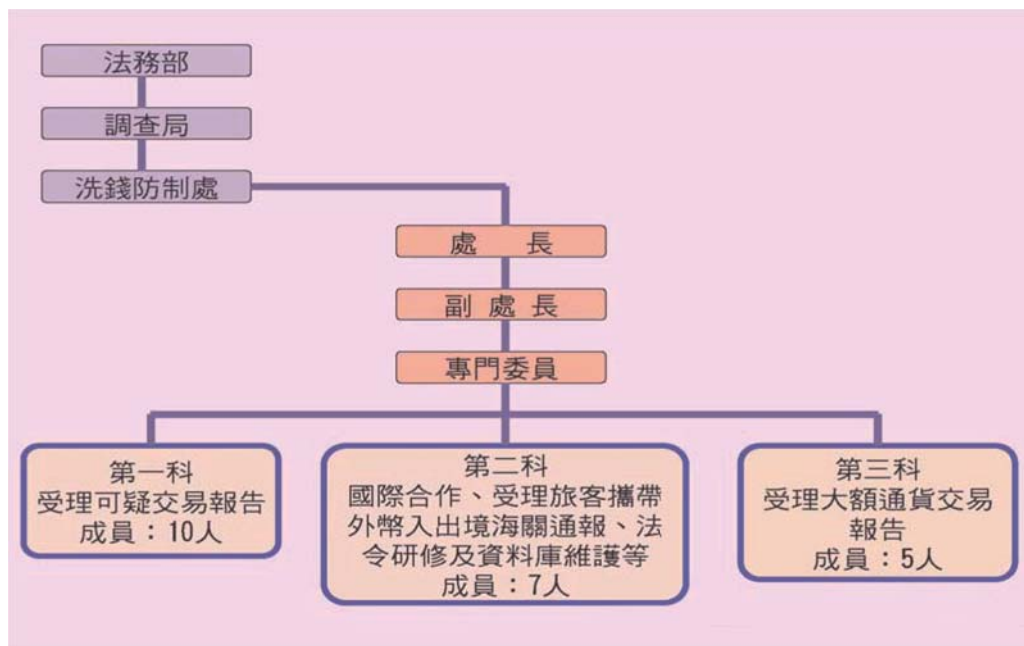 法務部
調查局
洗錢防制處
處 長
副處長
專門委員
第一科
受理可疑交易報告
成員：10人
第二科
國際合作、受理旅客攜帶
外幣入出境海關通報、法
令研修及資料庫維護等
成員：7人
第三科
受理大額通貨交易
報告
成員：5人